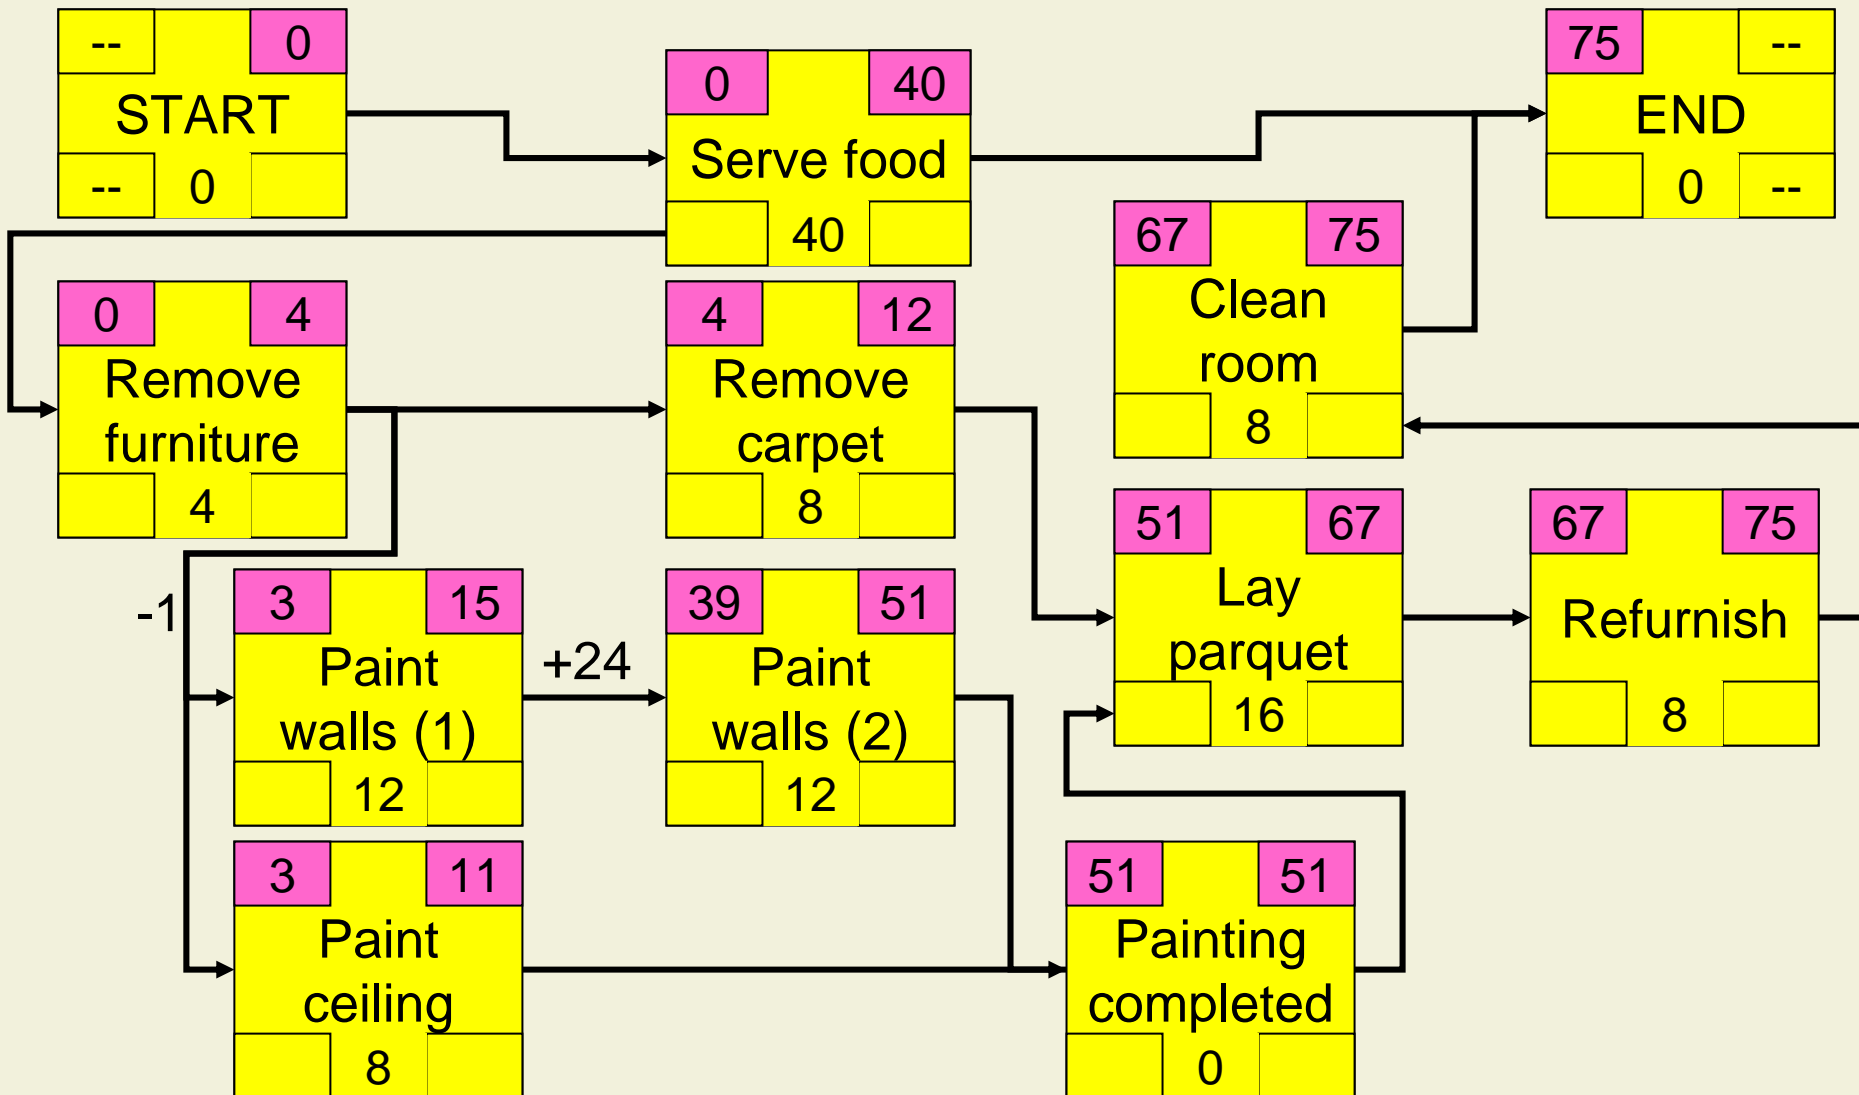 -- 0
START
-- 0
0 40
Serve food
40
75 --
END
0 --
67 75
Clean
room
8
0 4
Remove
furniture
4
4 12
Remove
carpet
8
51 67
Lay
parquet
16
67 75
Refurnish
8
-1
3 15
Paint
walls (1)
12
+24
39 51
Paint
walls (2)
12
3 11
Paint
ceiling
8
51 51
Painting
completed
0